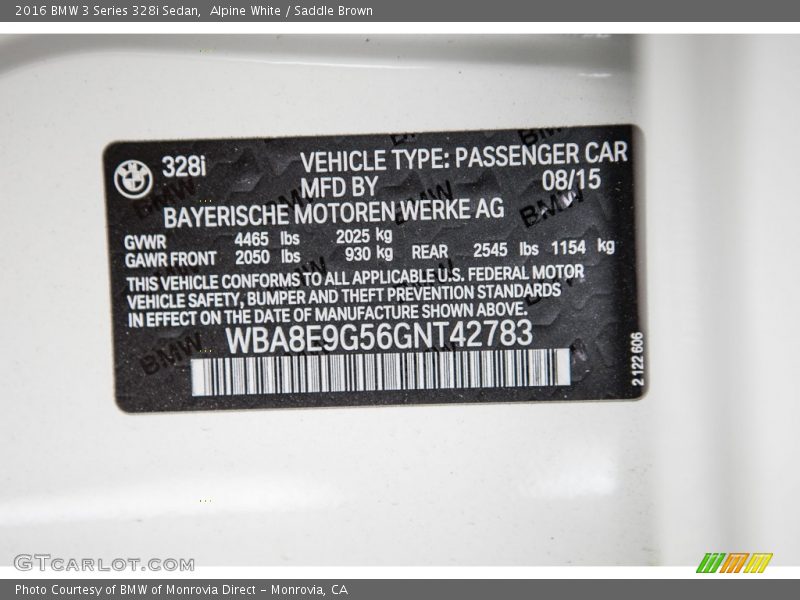 2016 BMW 3 Series 328i Sedan,  Alpine White / Saddle Brown
328i
VEHICLE TYPE: PASSENGER CAR
MFD BY 08/15
BAYERISCHE MOTOREN WERKE AG
GVWR 4465 lbs 2025 kg
GAWR FRONT 2050 lbs 930 kg REAR 2545 lbs 1154 kg
THIS VEHICLE CONFORMS TO ALL APPLICABLE U.S. FEDERAL MOTOR
VEHICLE SAFETY, BUMPER AND THEFT PREVENTION STANDARDS
IN EFFECT ON THE DATE OF MANUFACTURE SHOWN ABOVE.
WBA8E9G56GNT42783
2 122 606
GTCARLOT.COM
Photo Courtesy of BMW of Monrovia Direct - Monrovia, CA